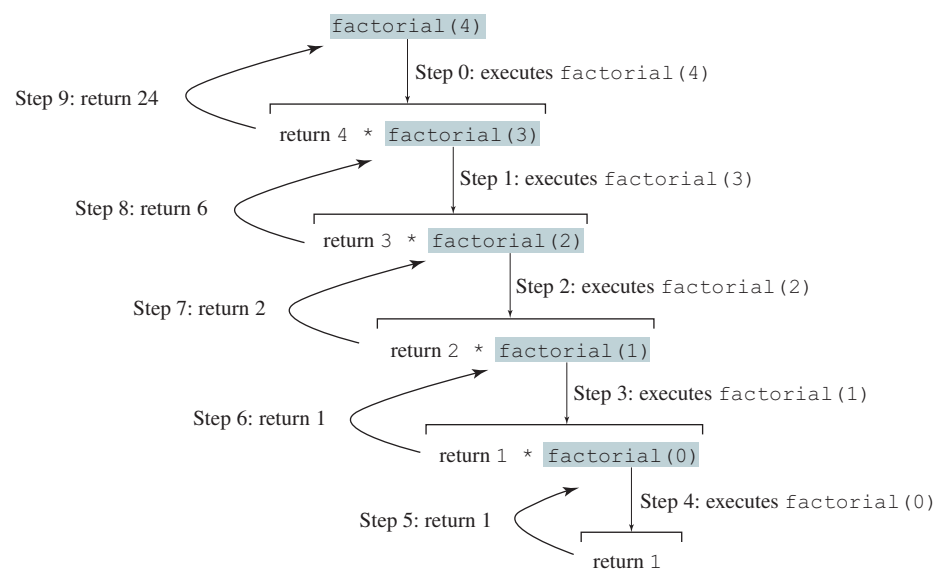 factorial(4)
Step 0: executes factorial(4)
Step 9: return 24
return 4 * factorial(3)
Step 1: executes factorial(3)
Step 8: return 6
return 3 * factorial(2)
Step 2: executes factorial(2)
Step 7: return 2
return 2 * factorial(1)
Step 3: executes factorial(1)
Step 6: return 1
return 1 * factorial(0)
Step 4: executes factorial(0)
Step 5: return 1
return 1